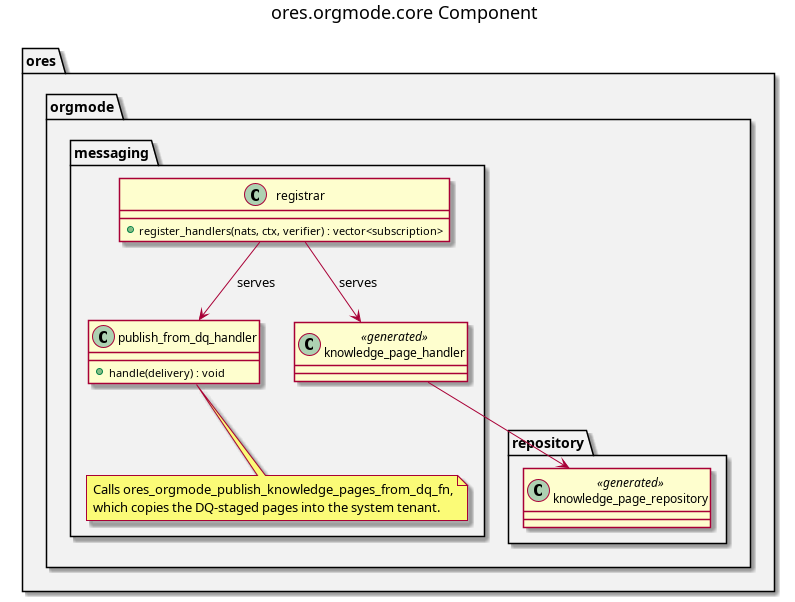 ores.orgmode.core Component
ores
orgmode
messaging
C registrar
register_handlers(nats, ctx, verifier) : vector<subscription>
serves
serves
C publish_from_dq_handler
handle(delivery) : void
C «generated»
knowledge_page_handler
repository
C «generated»
knowledge_page_repository
Calls ores_orgmode_publish_knowledge_pages_from_dq_fn,
which copies the DQ-staged pages into the system tenant.